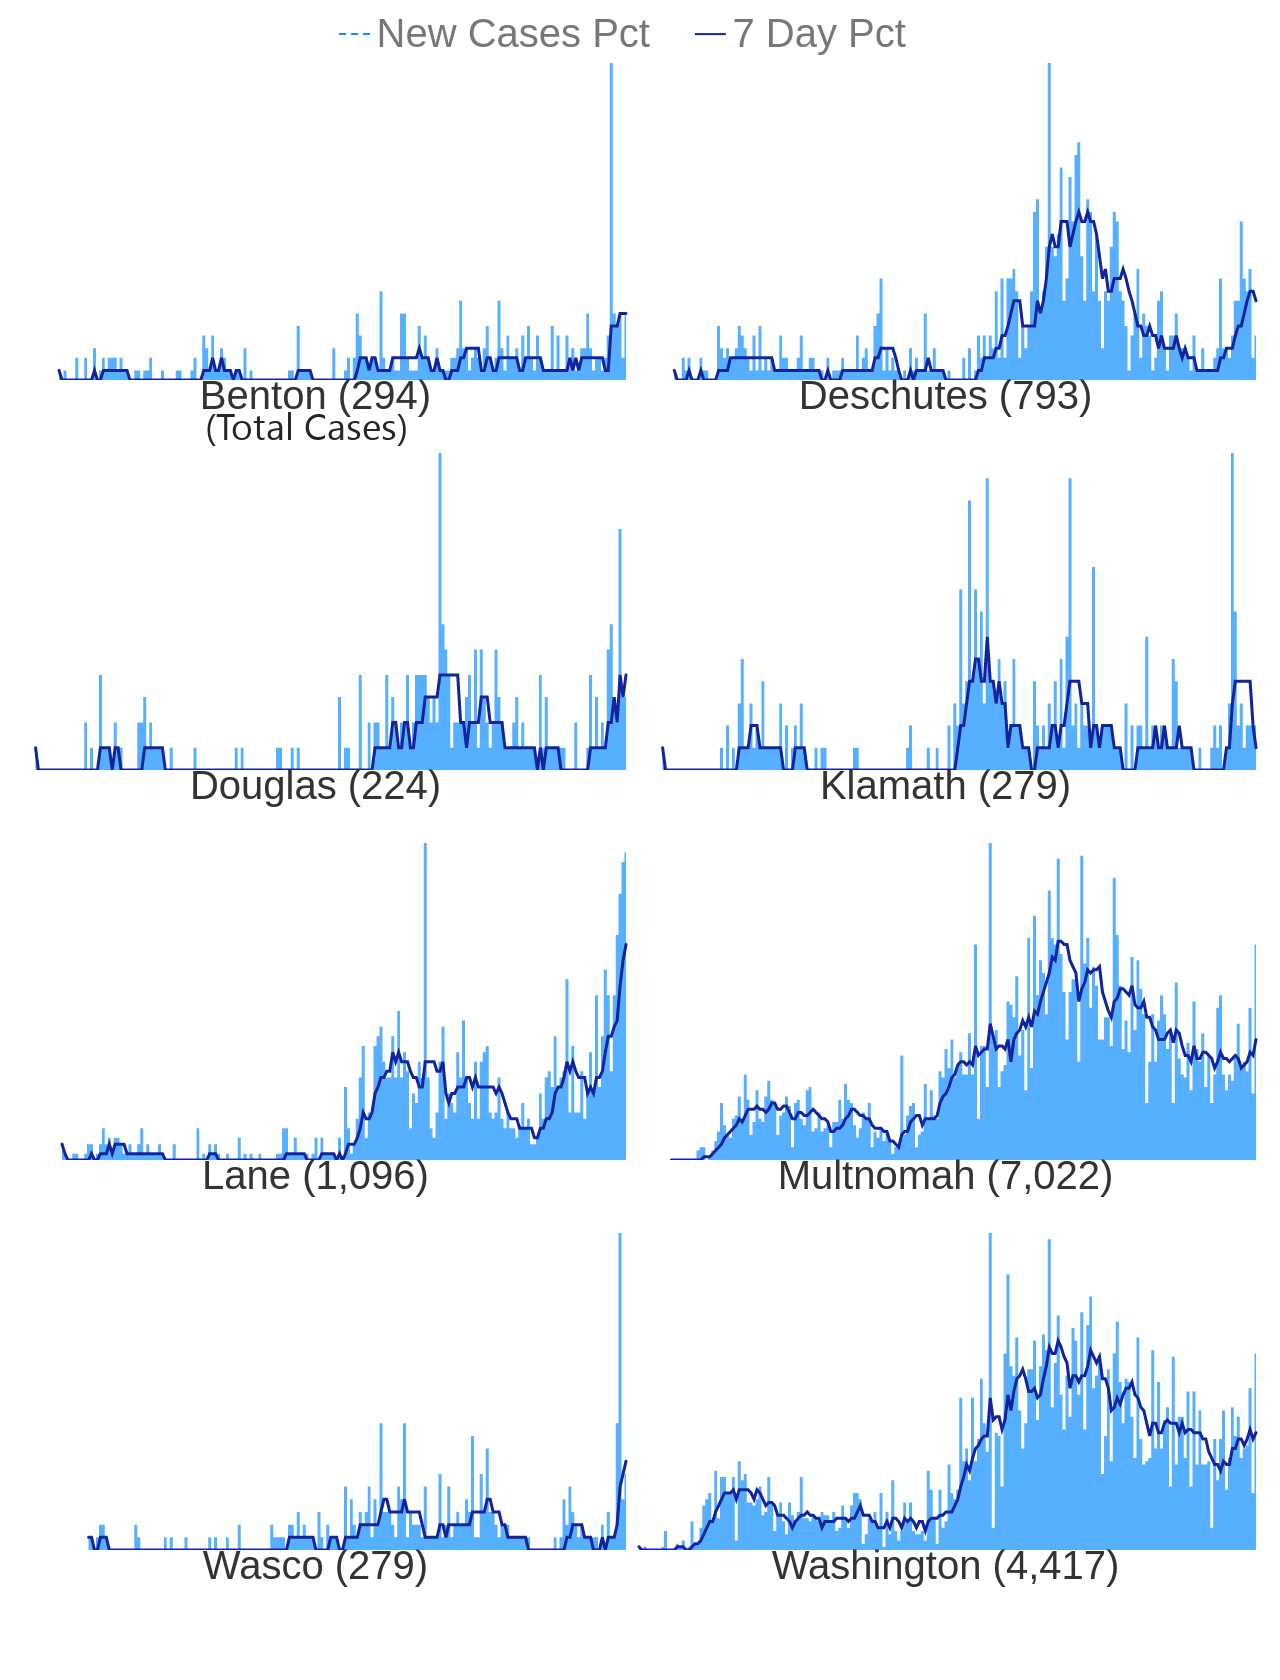 New Cases Pct 7 Day Pct
Benton (294) Deschutes (793)
(Total Cases)
Douglas (224) Klamath (279)
Lane (1,096) Multnomah (7,022)
Wasco (279) Washington (4,417)